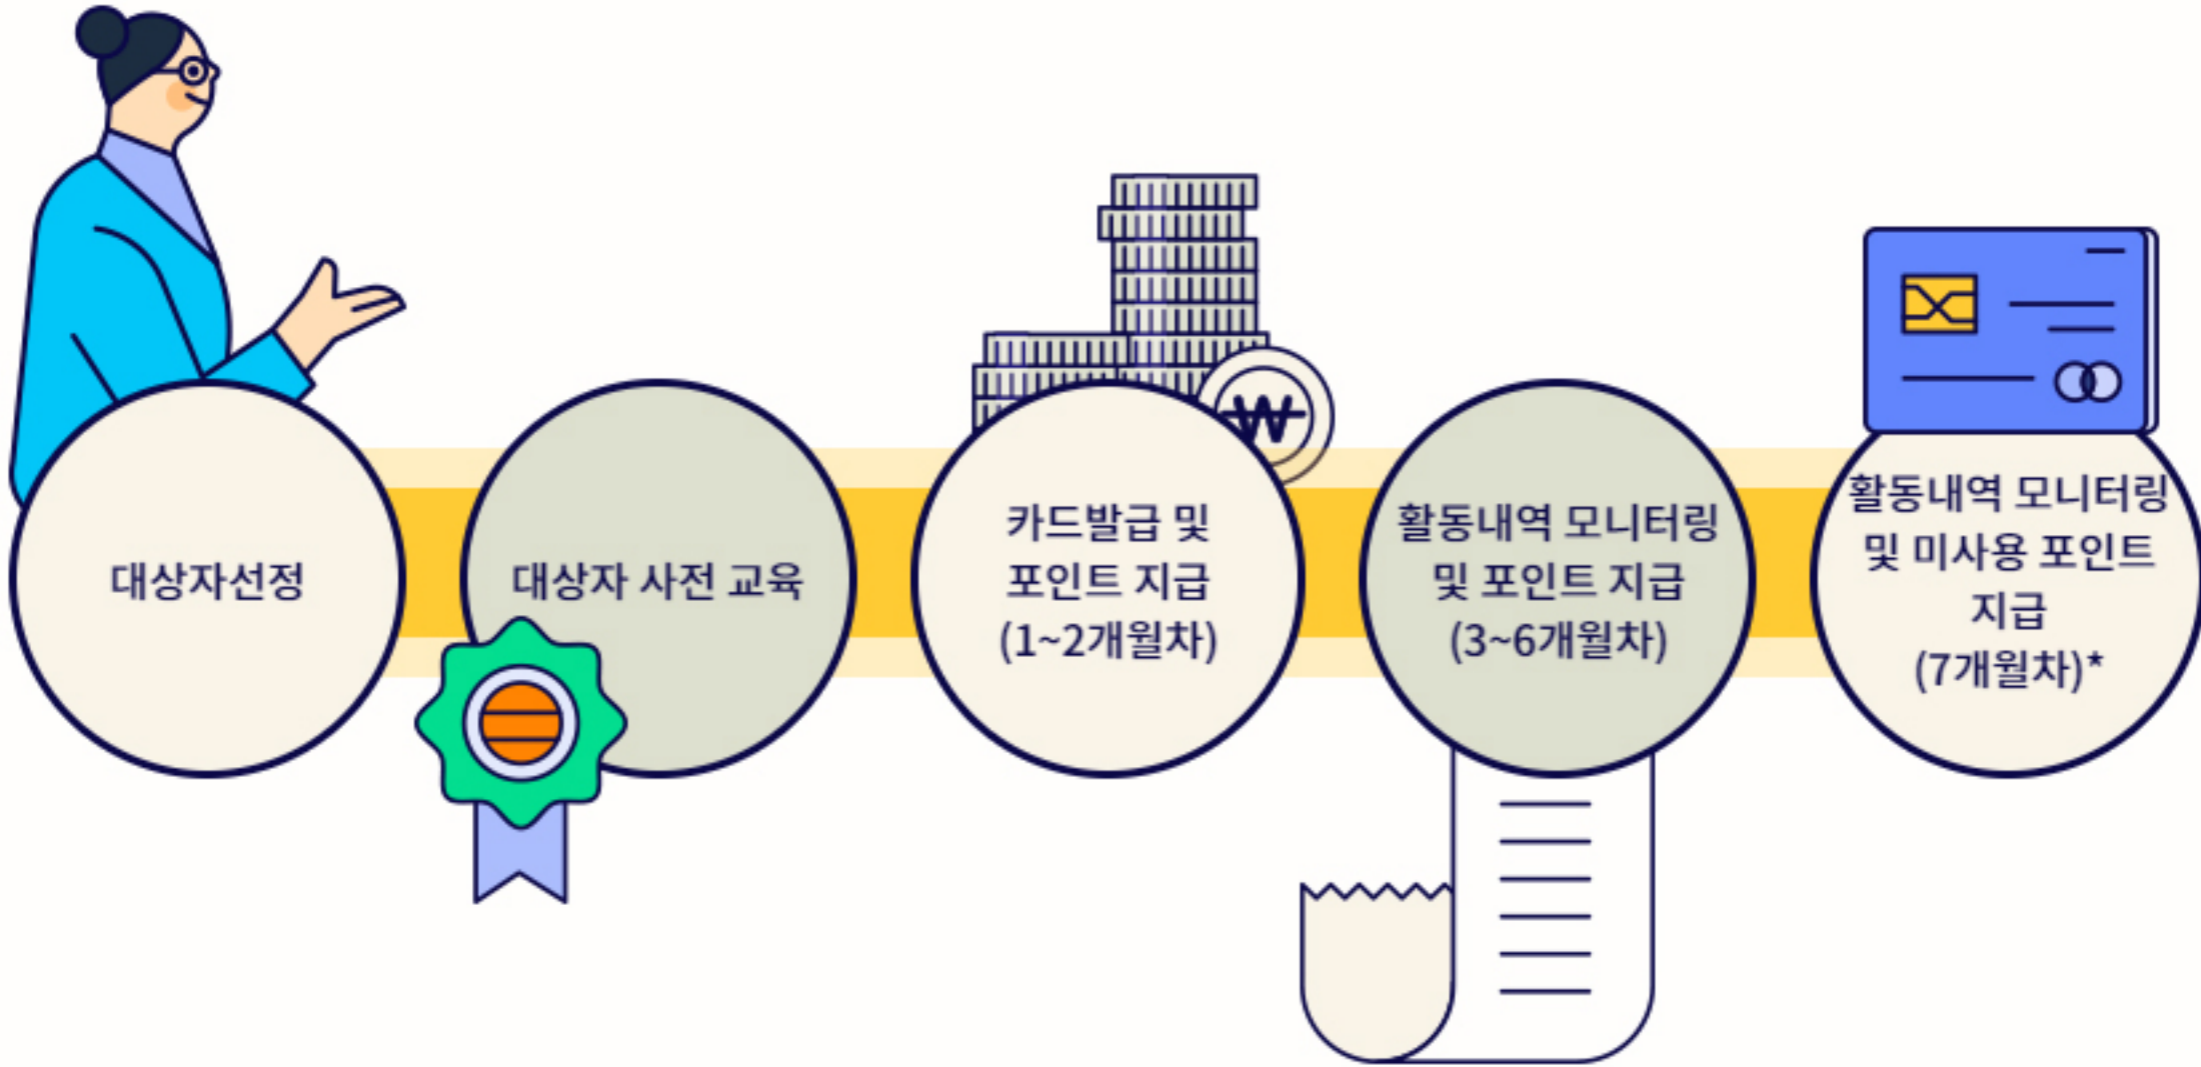 대상자선정
대상자 사전 교육
카드발급 및
포인트 지급
(1~2개월차)
활동내역 모니터링
및 포인트 지급
(3~6개월차)
활동내역 모니터링
및 미사용 포인트
지급
(7개월차)*
₩